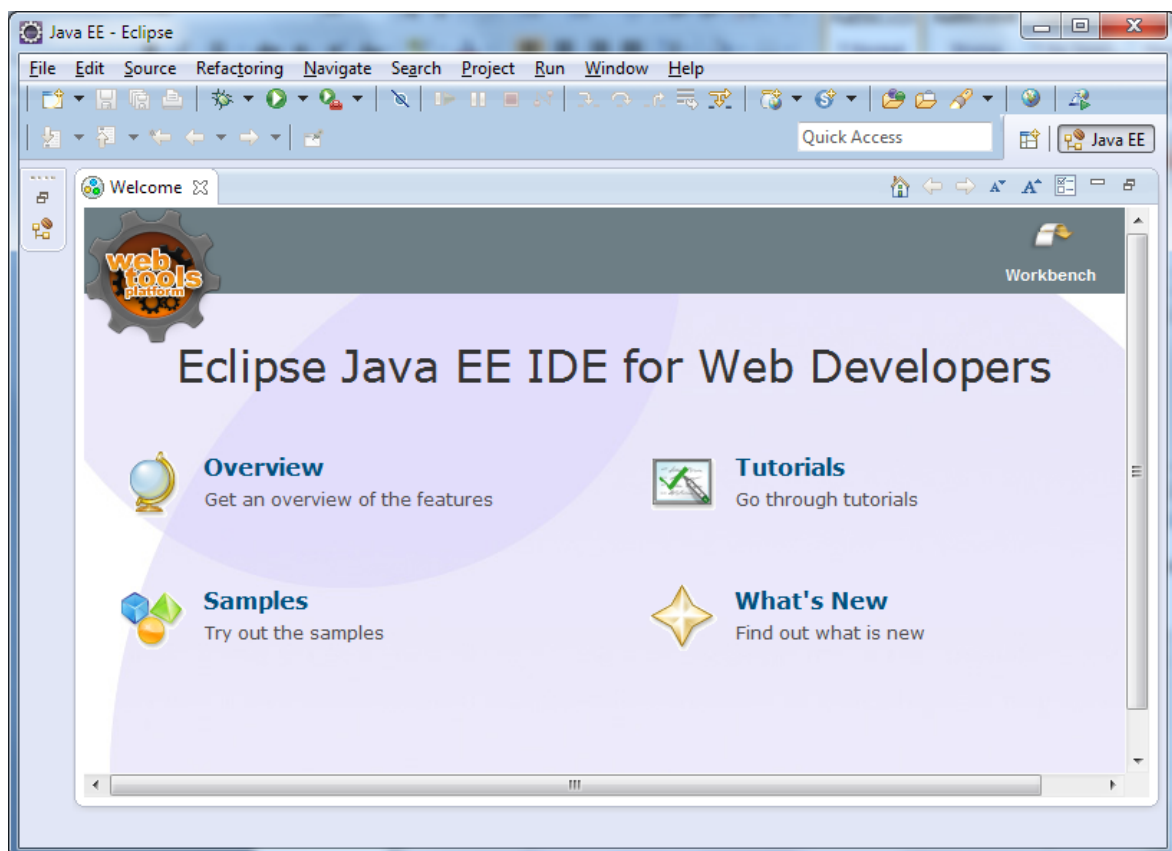 Java EE - Eclipse
File Edit Source Refactoring Navigate Search Project Run Window Help
Quick Access
Java EE
Welcome
web
tools
platform
Workbench
Eclipse Java EE IDE for Web Developers
Overview
Get an overview of the features
Tutorials
Go through tutorials
Samples
Try out the samples
What's New
Find out what is new